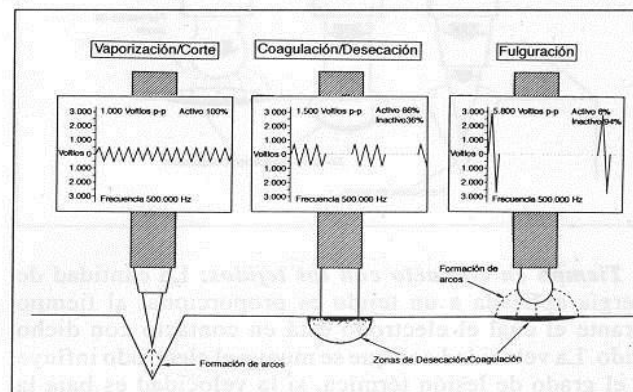 Vaporización/Corte
Coagulación/Desecación
Fulguración
3.000
2.000
1.000
Voltios 0
1.000
2.000
3.000
1.000 Voltios p-p
Activo 100%
Frecuencia 500.000 Hz
3.000
2.000
1.000
Voltios 0
1.000
2.000
3.000
1.500 Voltios p-p
Activo 66%
Inactivo36%
Frecuencia 500.000 Hz
3.000
2.000
1.000
Voltios 0
1.000
2.000
3.000
5.800 Voltios p-p
Activo 6%
Inactivo 94%
Frecuencia 500.000 Hz
Formación de
arcos
Formación de arcos
Zonas de Desecación/Coagulación